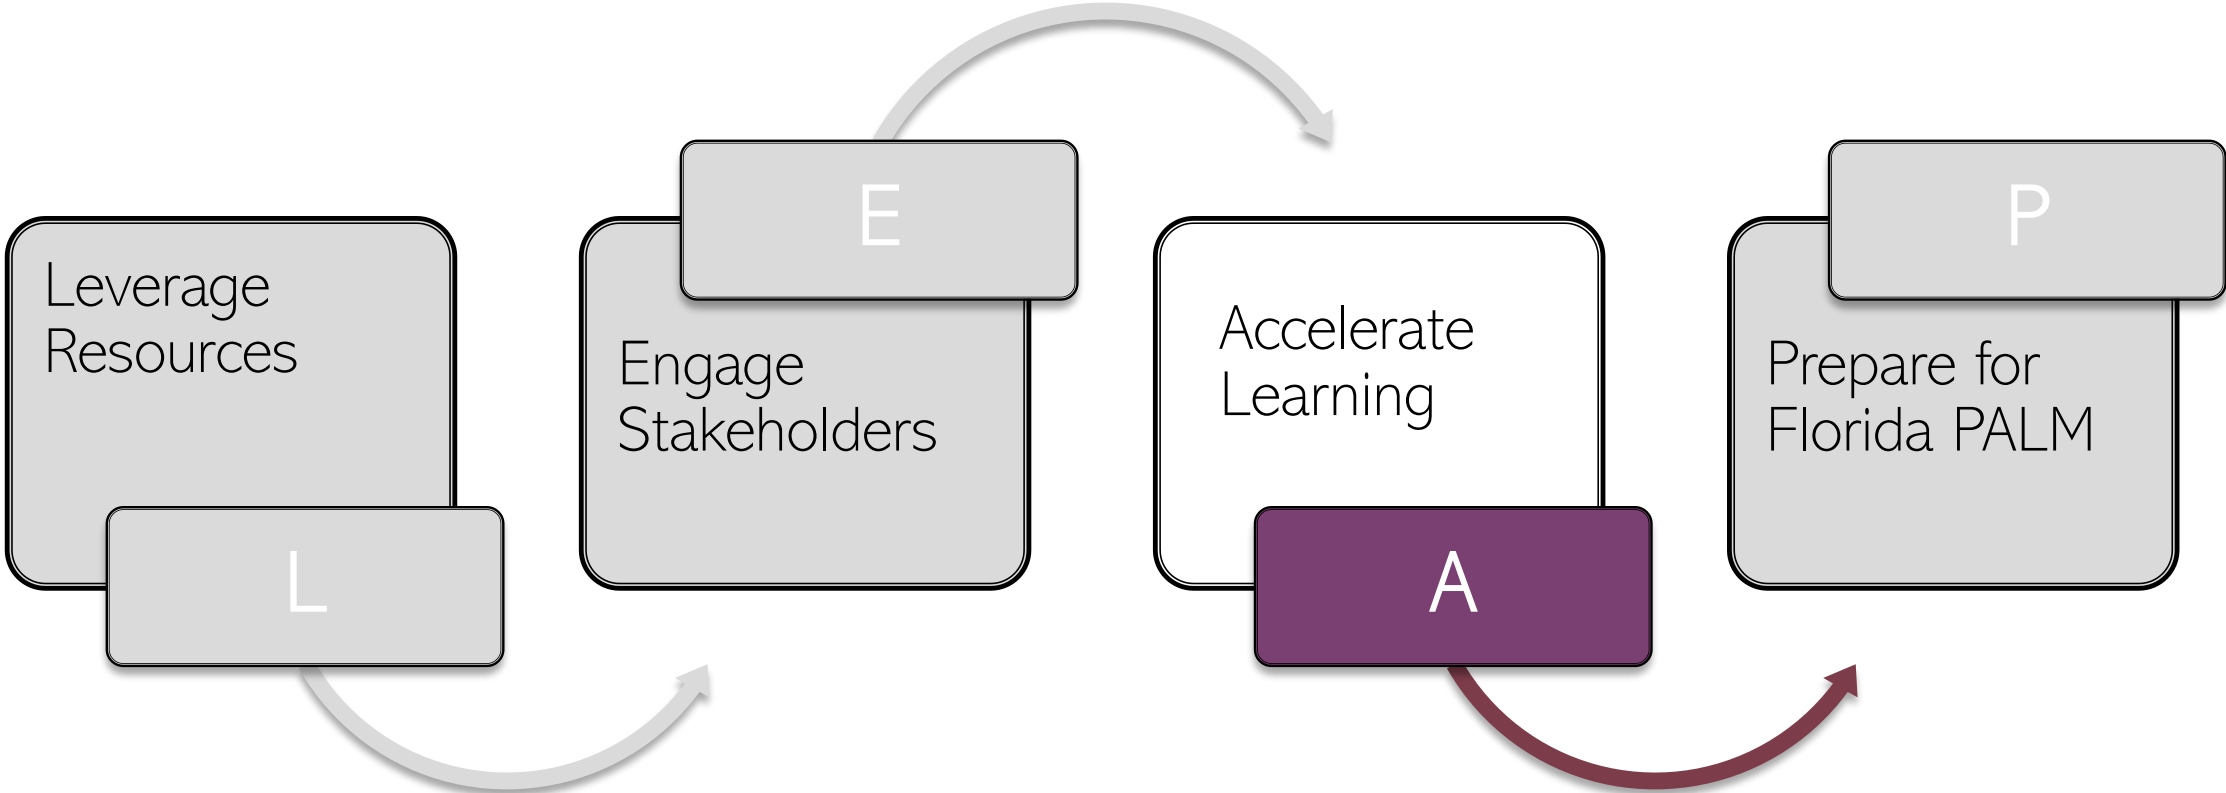 Leverage
Resources
L
E
Engage
Stakeholders
Accelerate
Learning
A
P
Prepare for
Florida PALM